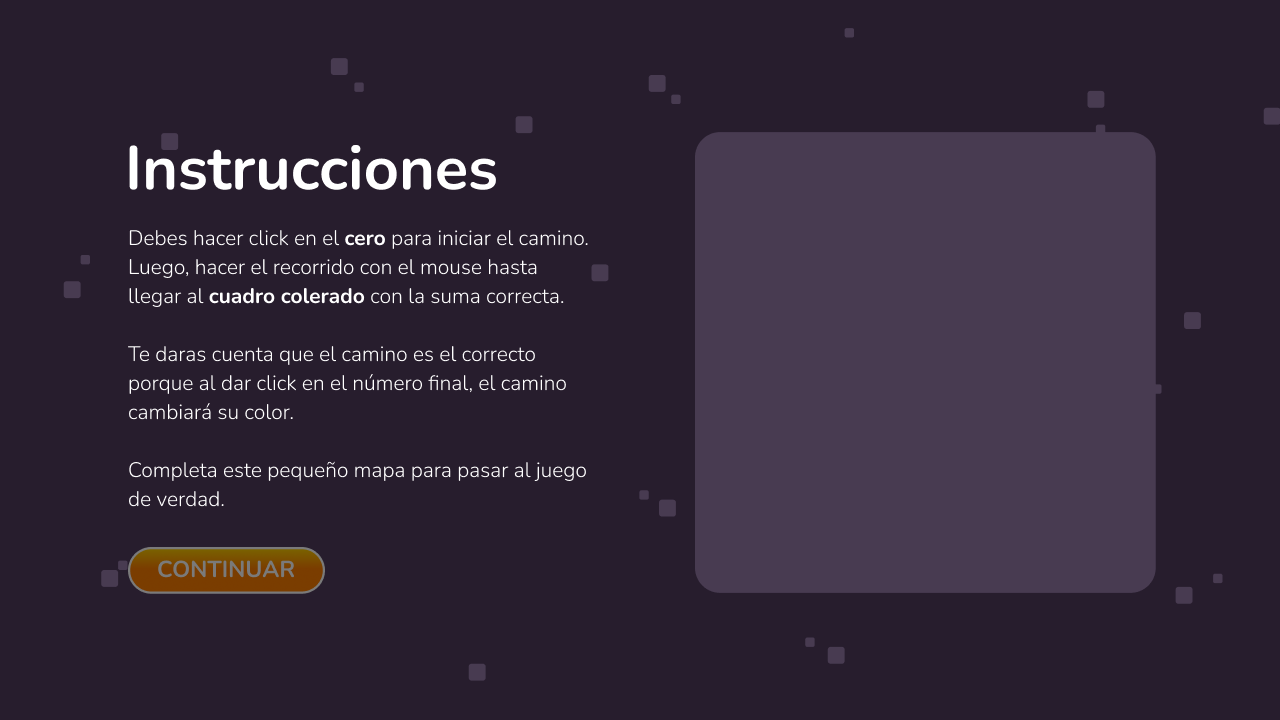 Instrucciones
Debes hacer click en el cero para iniciar el camino.
Luego, hacer el recorrido con el mouse hasta
llegar al cuadro colerado con la suma correcta.
Te daras cuenta que el camino es el correcto
porque al dar click en el número final, el camino
cambiará su color.
Completa este pequeño mapa para pasar al juego
de verdad.
CONTINUAR